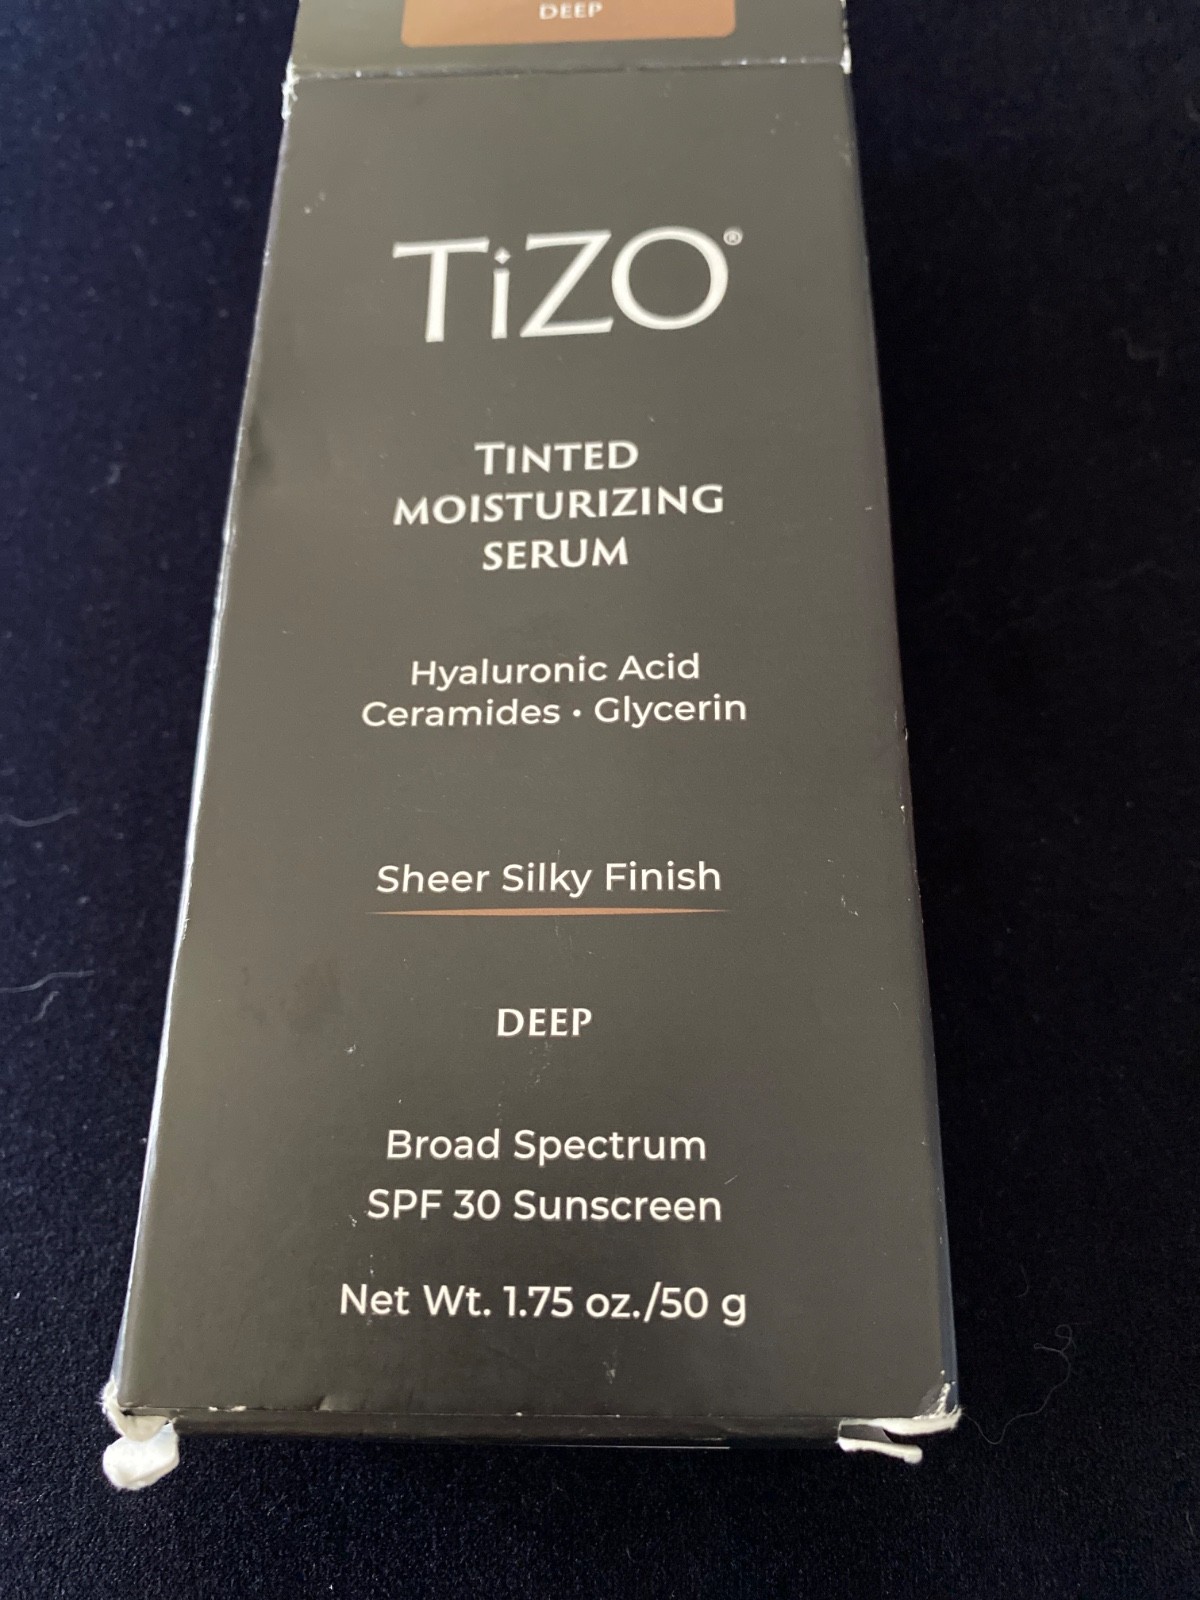 DEEP
TiZO®
TINTED
MOISTURIZING
SERUM
Hyaluronic Acid
Ceramides • Glycerin
Sheer Silky Finish
DEEP
Broad Spectrum
SPF 30 Sunscreen
Net Wt. 1.75 oz./50 g